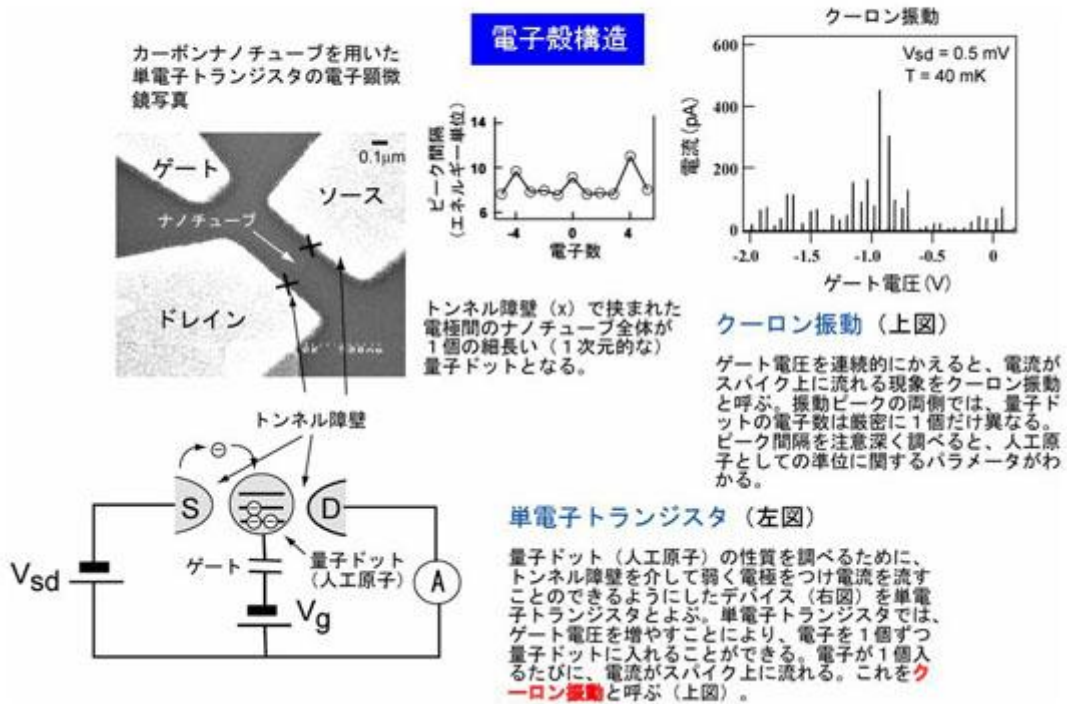 電子殻構造
カーボンナノチューブを用いた
単電子トランジスタの電子顕微
鏡写真
0.1μm
ゲート
ソース
ナノチューブ
ドレイン
ピーク間隔
(エネルギー単位)
14
10
6
-4
0
4
電子数
トンネル障壁(x)で挟まれた
電極間のナノチューブ全体が
1個の細長い(1次元的な)
量子ドットとなる。
クーロン振動
Vsd = 0.5 mV
T = 40 mK
電流(pA)
600
400
200
0
-2.0
-1.5
-1.0
-0.5
0
ゲート電圧(V)
クーロン振動(上図)
ゲート電圧を連続的にかえると、電流が
スパイク上に流れる現象をクーロン振動
と呼ぶ。振動ピークの両側では、量子ド
ットの電子数は厳密に1個だけ異なる。
ピーク間隔を注意深く調べると、人工原
子としての準位に関するパラメータがわ
かる。
トンネル障壁
S
D
ゲート
量子ドット
(人工原子)
Vsd
Vg
A
単電子トランジスタ(左図)
量子ドット(人工原子)の性質を調べるために、
トンネル障壁を介して弱く電極をつけ電流を流す
ことのできるようにしたデバイス(右図)を単電
子トランジスタとよぶ。単電子トランジスタでは、
ゲート電圧を増やすことにより、電子を1個ずつ
量子ドットに入れることができる。電子が1個入
るたびに、電流がスパイク上に流れる。これをク
ーロン振動と呼ぶ(上図)。